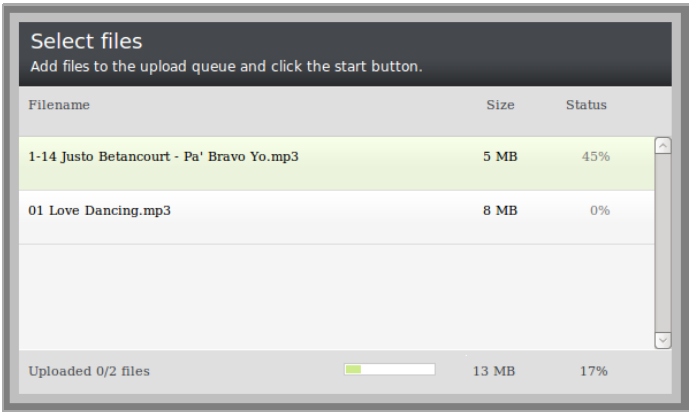 Select files
Add files to the upload queue and click the start button.
Filename Size Status
1-14 Justo Betancourt - Pa' Bravo Yo.mp3 5 MB 45%
01 Love Dancing.mp3 8 MB 0%
Uploaded 0/2 files 13 MB 17%